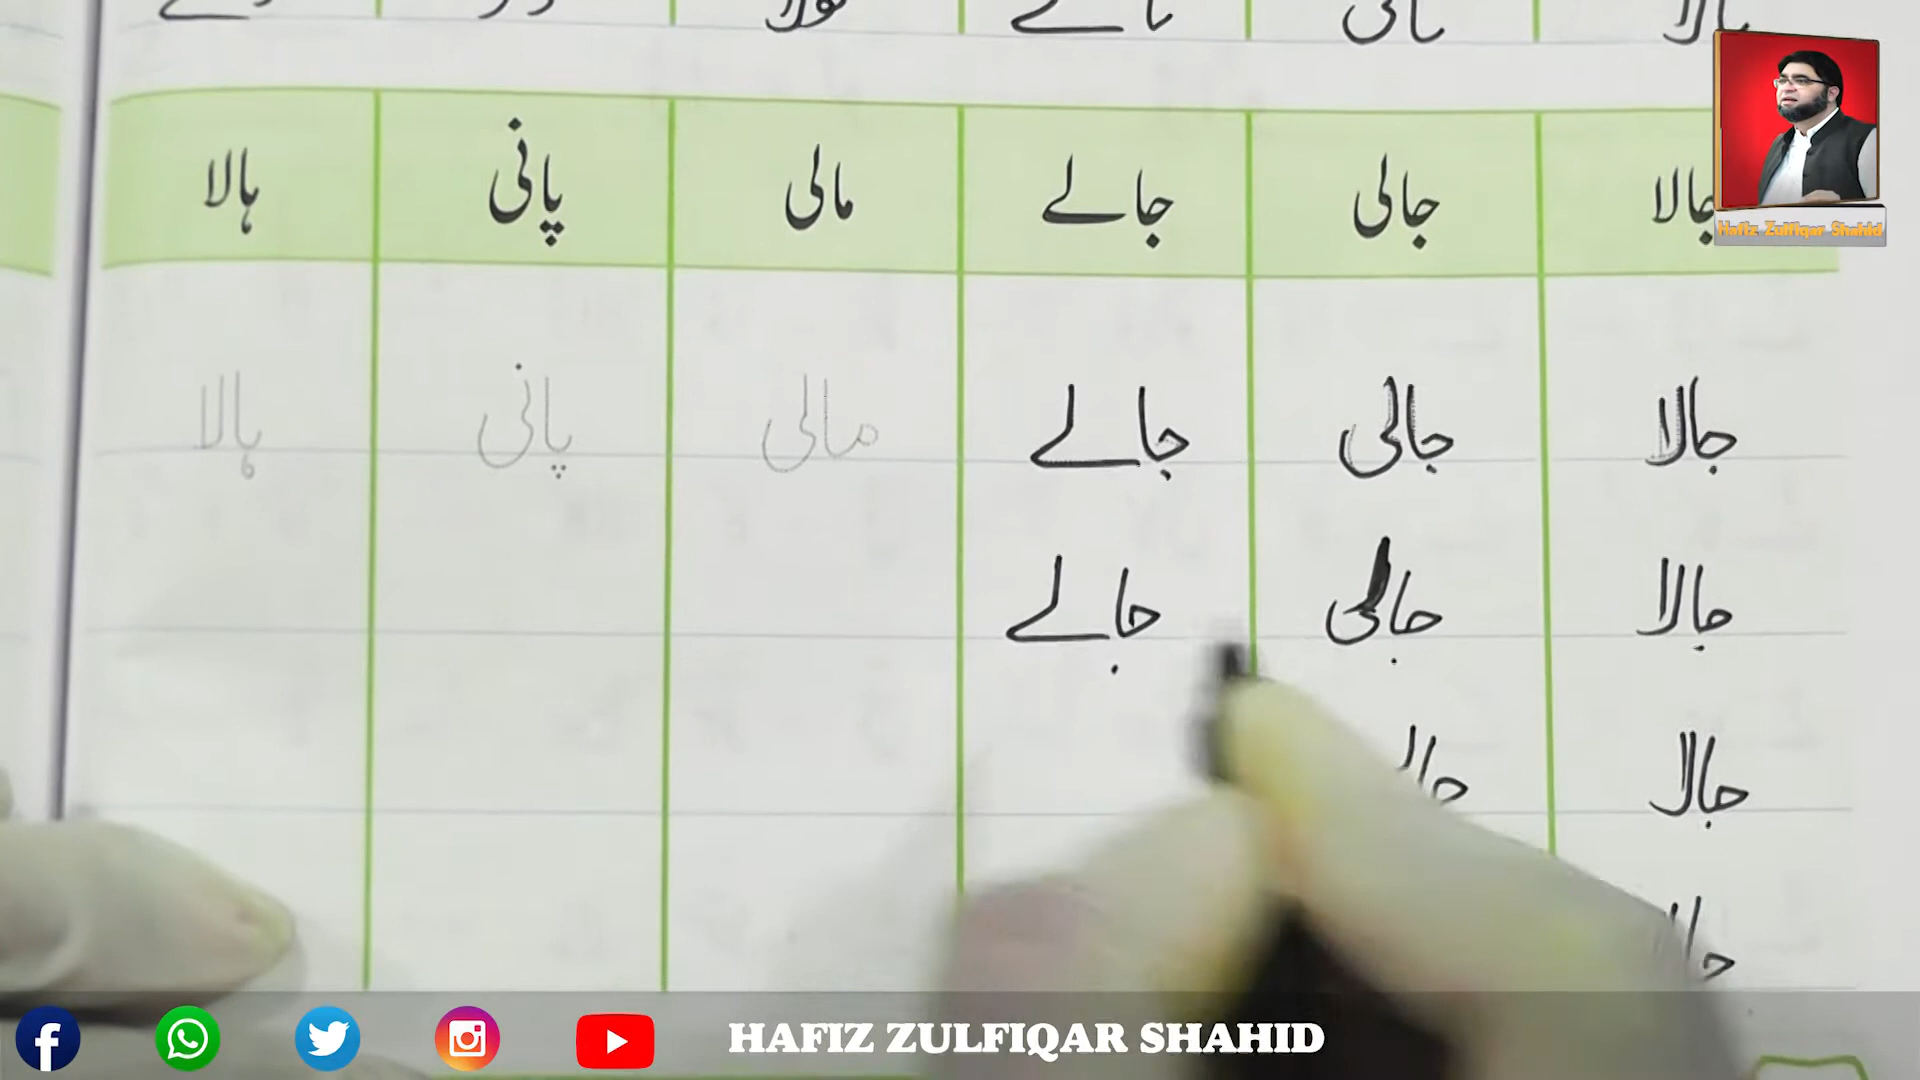 جالا جالی جالے مالی پانی ہالا
جالا جالی جالے مالی پانی ہالا
جالا جالی جالے
جالا
Hafiz Zulfiqar Shahid
HAFIZ ZULFIQAR SHAHID